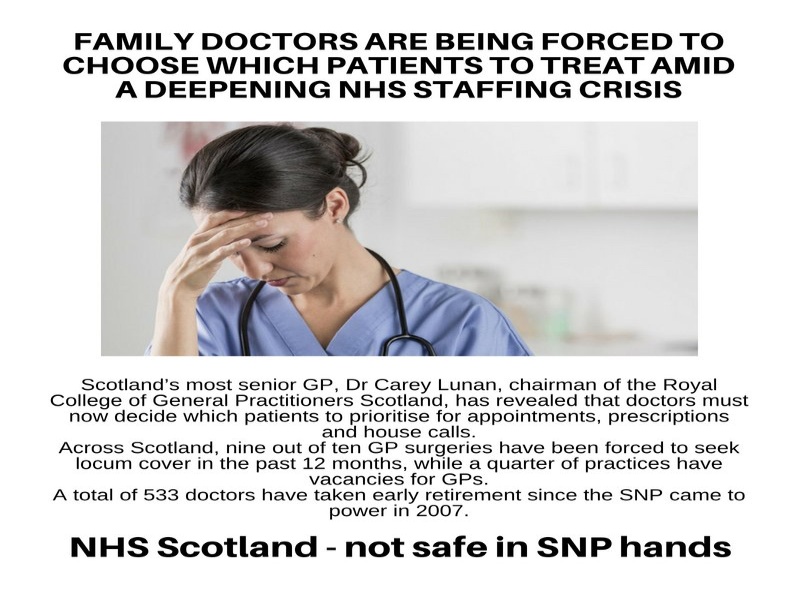 FAMILY DOCTORS ARE BEING FORCED TO
CHOOSE WHICH PATIENTS TO TREAT AMID
A DEEPENING NHS STAFFING CRISIS
Scotland's most senior GP, Dr Carey Lunan, chairman of the Royal
College of General Practitioners Scotland, has revealed that doctors must
now decide which patients to prioritise for appointments, prescriptions
and house calls.
Across Scotland, nine out of ten GP surgeries have been forced to seek
locum cover in the past 12 months, while a quarter of practices have
vacancies for GPs.
A total of 533 doctors have taken early retirement since the SNP came to
power in 2007.
NHS Scotland - not safe in SNP hands